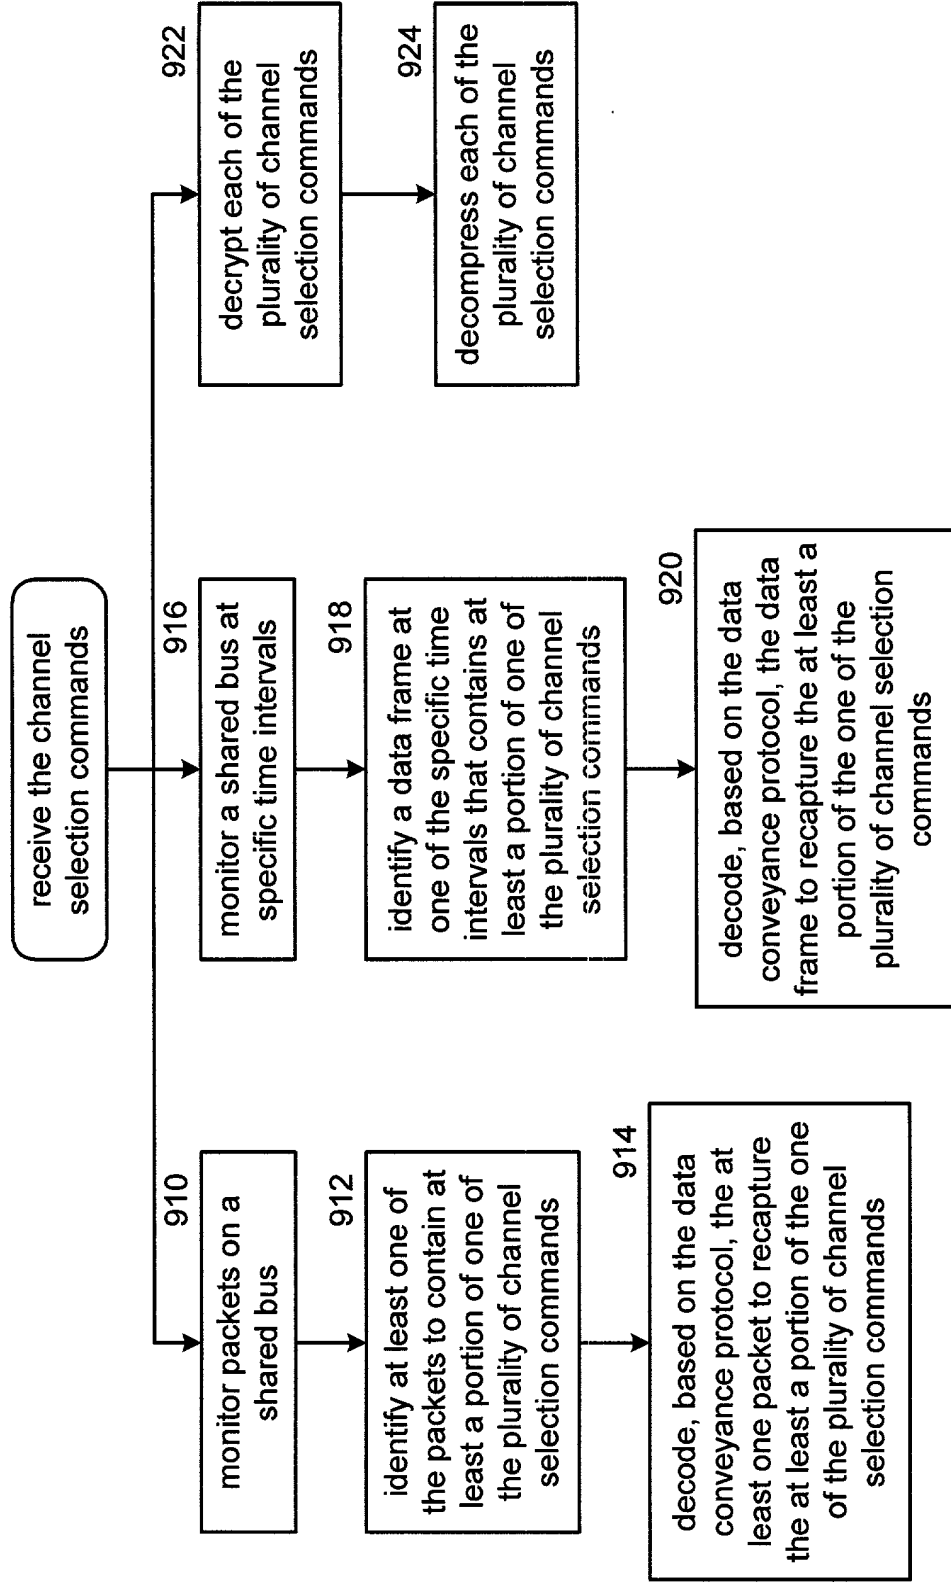 receive the channel
selection commands
910
monitor packets on a
shared bus
912
identify at least one of
the packets to contain at
least a portion of one of
the plurality of channel
selection commands
914
decode, based on the data
conveyance protocol, the at
least one packet to recapture
the at least a portion of the one
of the plurality of channel
selection commands
916
monitor a shared bus at
specific time intervals
918
identify a data frame at
one of the specific time
intervals that contains at
least a portion of one of
the plurality of channel
selection commands
920
decode, based on the data
conveyance protocol, the data
frame to recapture the at least a
portion of the one of the
plurality of channel selection
commands
922
decrypt each of the
plurality of channel
selection commands
924
decompress each of the
plurality of channel
selection commands